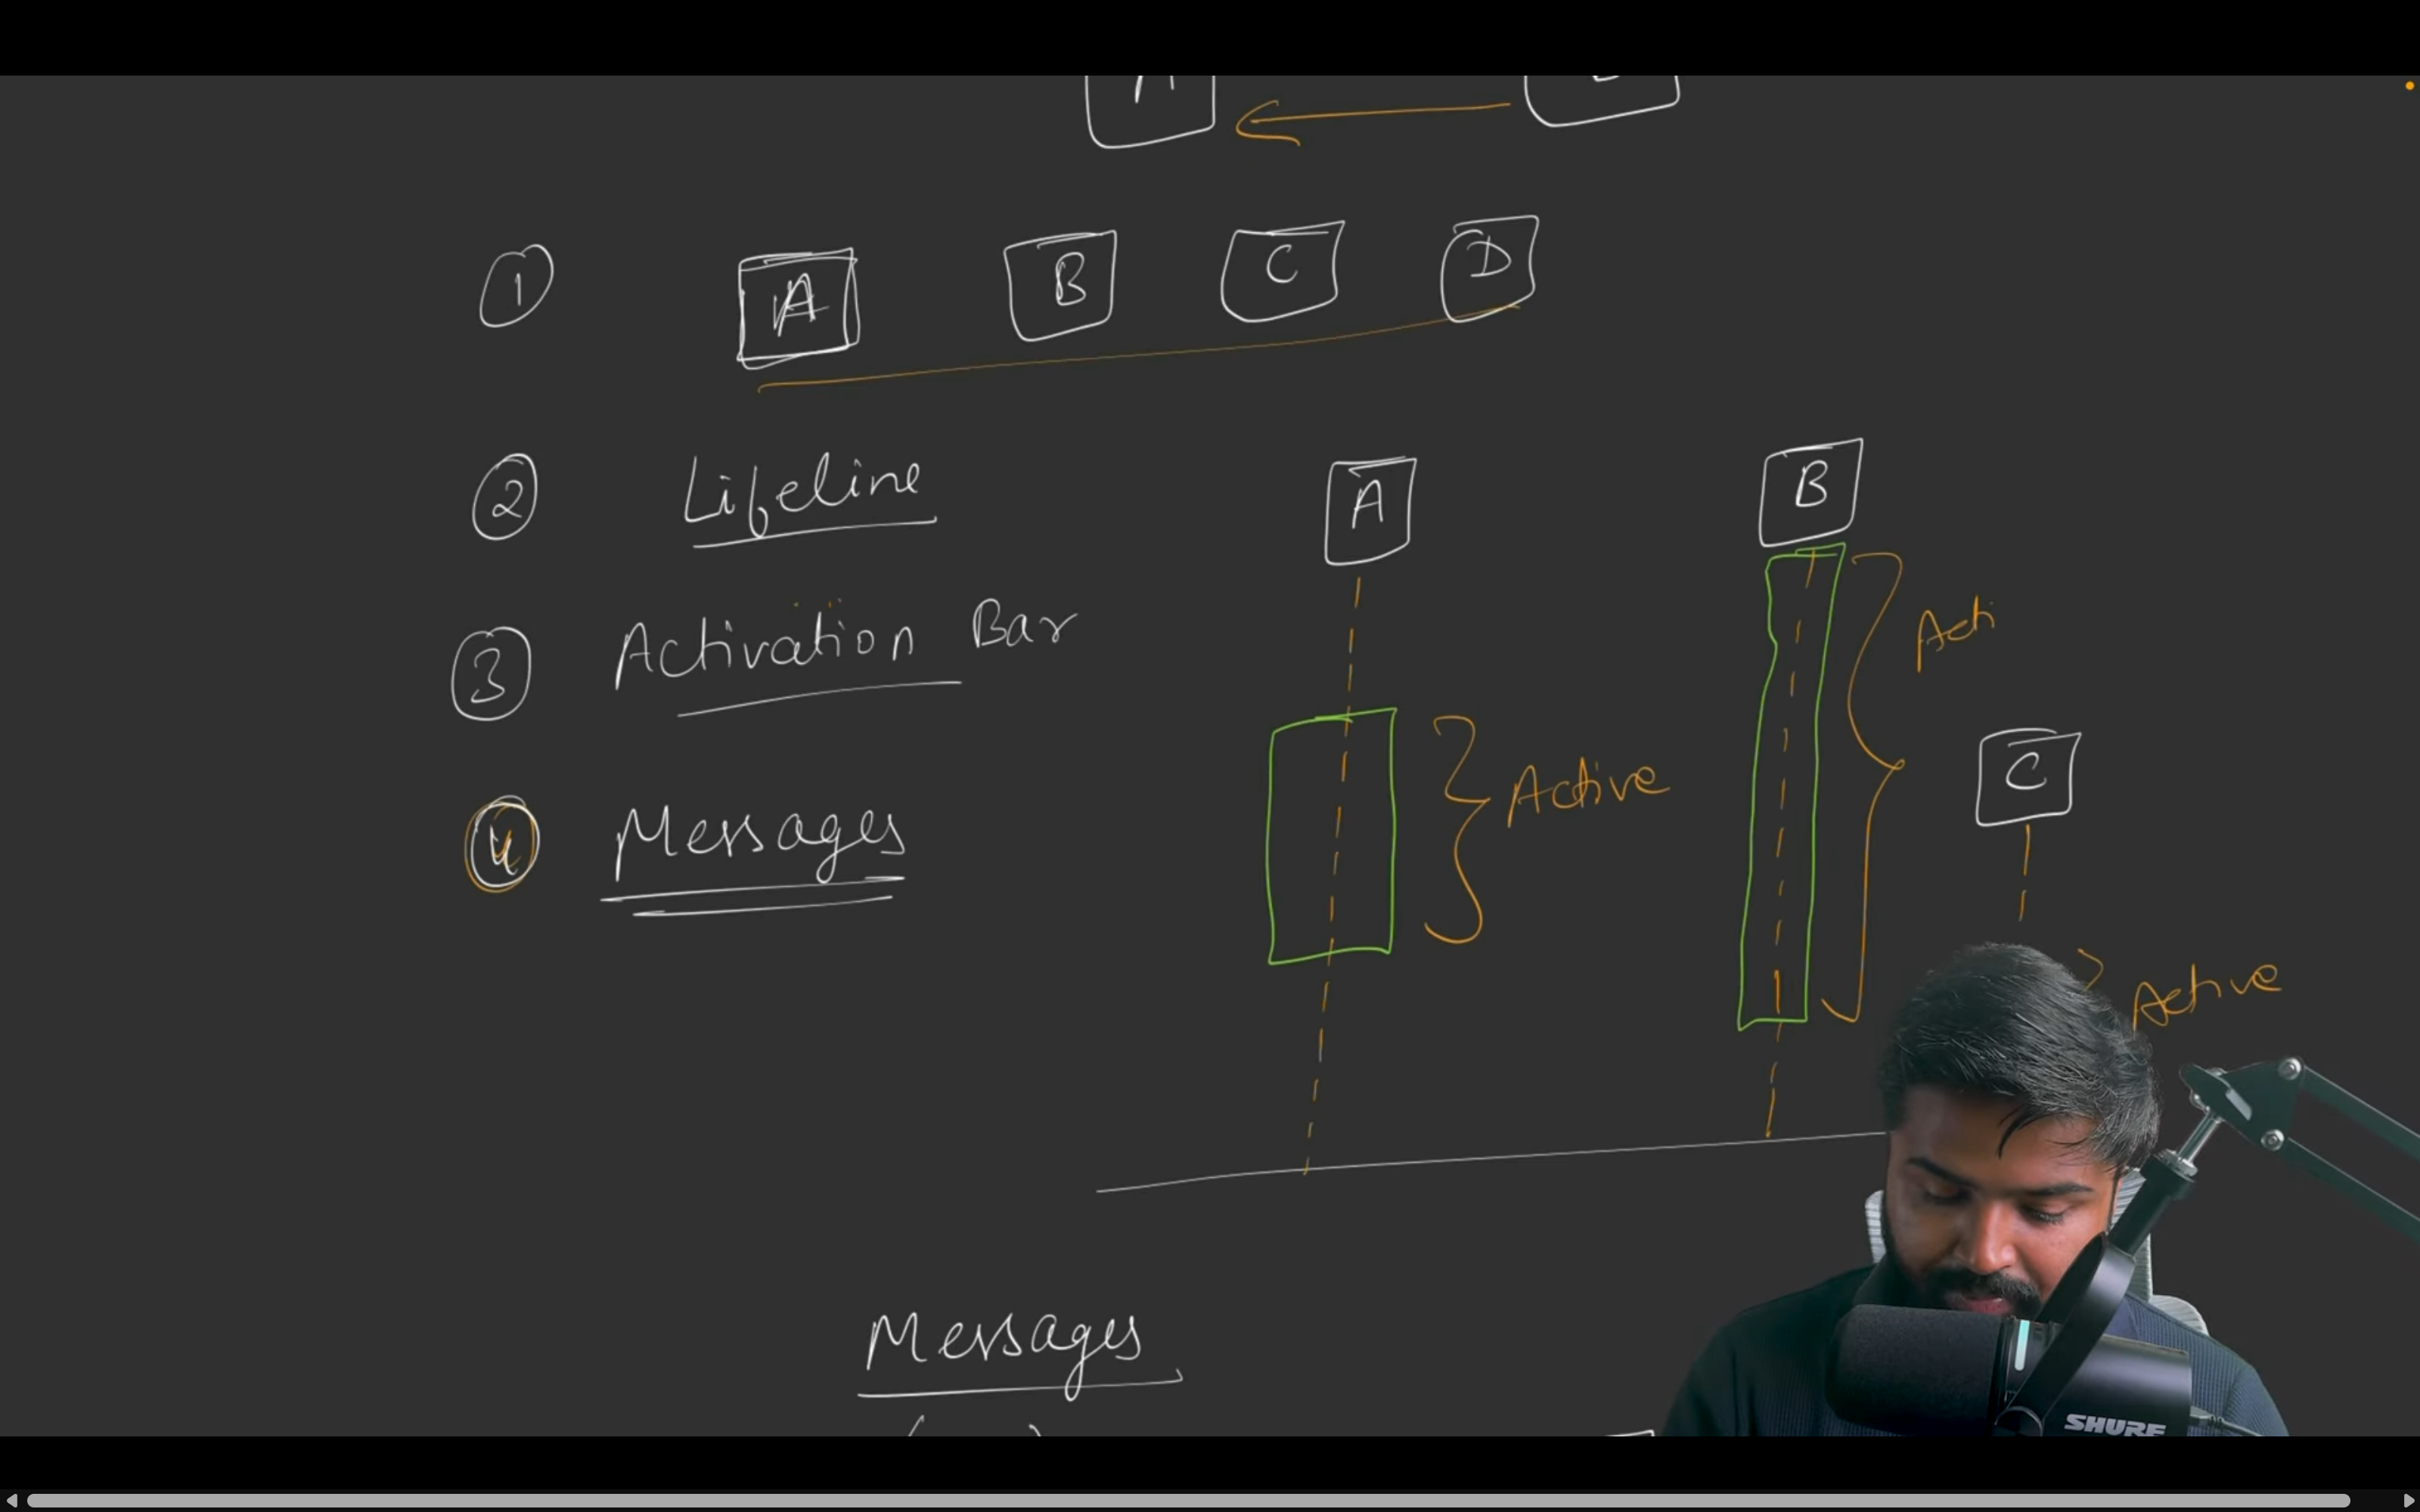 1 A B C D
2 Lifeline A B
3 Activation Bar Acti
4 Messages Active C
Active
Messages
SHURE